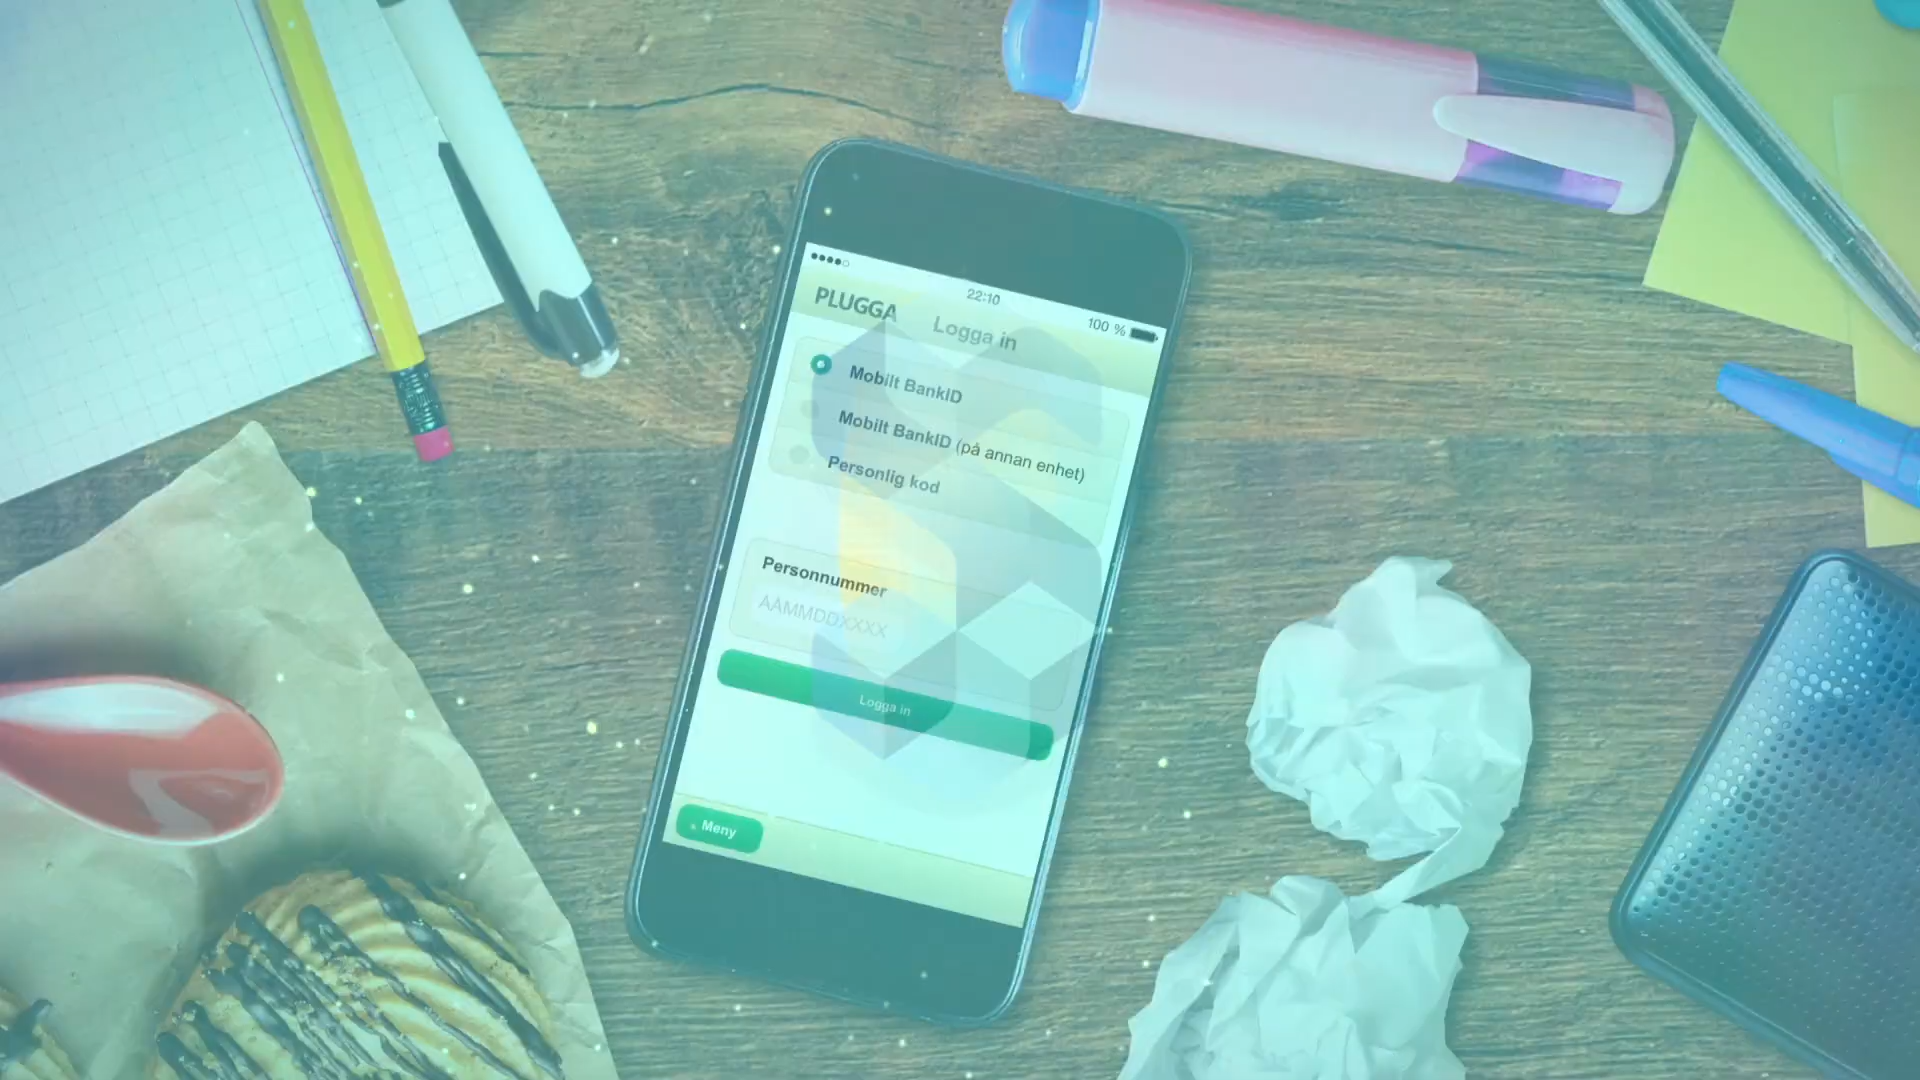 22:10
100 %
PLUGGA
Logga in
Mobilt BankID
Mobilt BankID (på annan enhet)
Personlig kod
Personnummer
ÅÅMMDDXXXX
Logga in
Meny